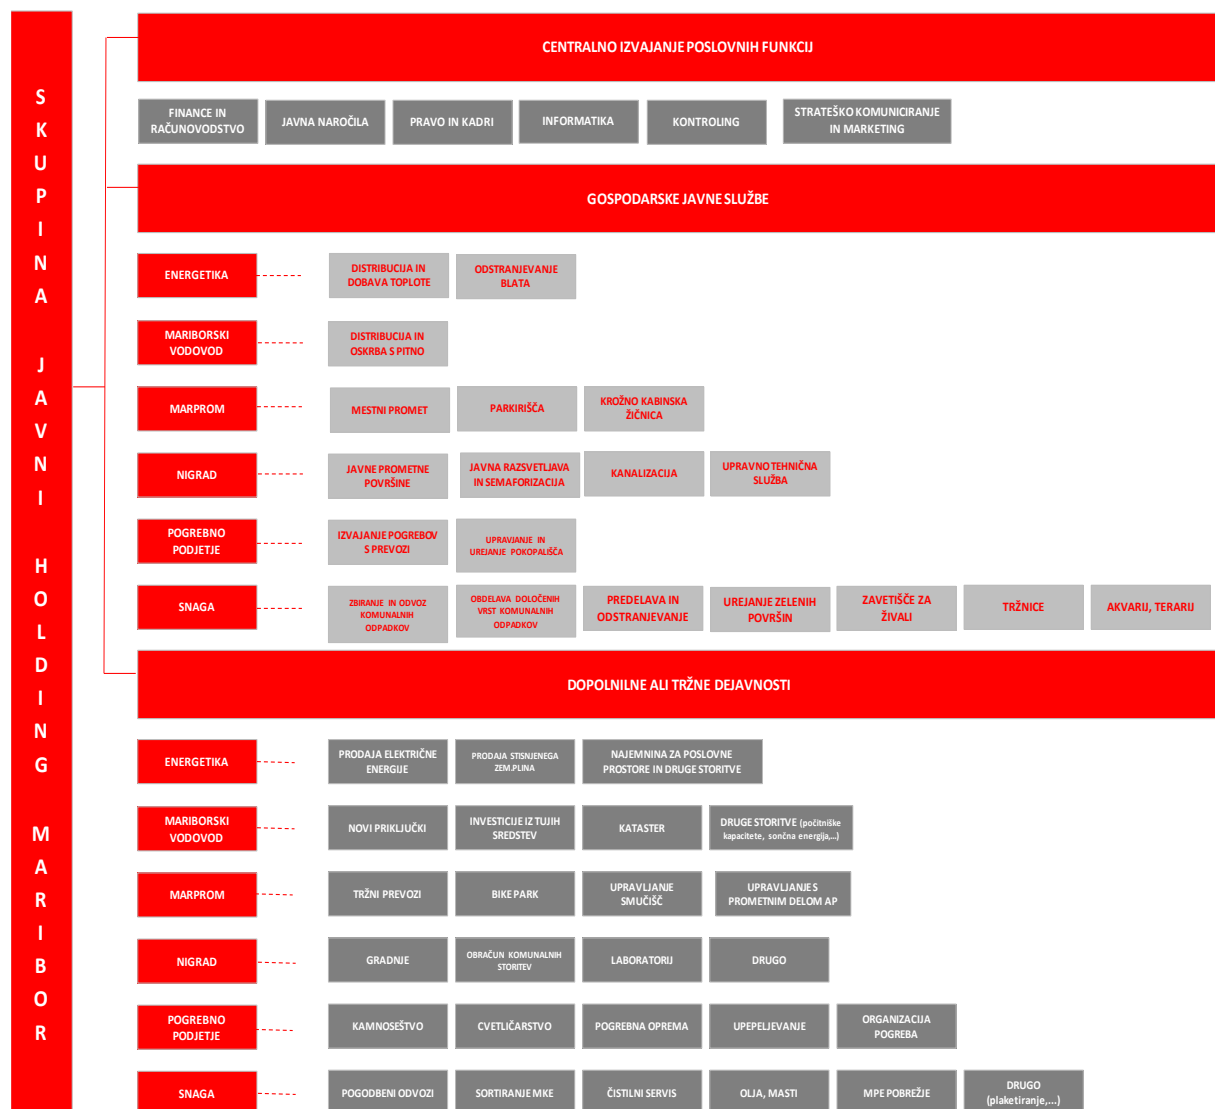 SKUPINA JAVNI HOLDING MARIBOR
CENTRALNO IZVAJANJE POSLOVNIH FUNKCIJ
FINANCE IN
RAČUNOVODSTVO
JAVNA NAROČILA
PRAVO IN KADRI
INFORMATIKA
KONTROLING
STRATEŠKO KOMUNICIRANJE
IN MARKETING
GOSPODARSKE JAVNE SLUŽBE
ENERGETIKA
DISTRIBUCIJA IN
DOBAVA TOPLOTE
ODSTRANJEVANJE
BLATA
MARIBORSKI
VODOVOD
DISTRIBUCIJA IN
OSKRBA S PITNO
MARPROM
MESTNI PROMET
PARKIRIŠČA
KROŽNO KABINSKA
ŽIČNICA
NIGRAD
JAVNE PROMETNE
POVRŠINE
JAVNA RAZSVETLJAVA
IN SEMAFORIZACIJA
KANALIZACIJA
UPRAVNO TEHNIČNA
SLUŽBA
POGREBNO
PODJETJE
IZVAJANJE POGREBOV
S PREVOZI
UPRAVJANJE IN
UREJANJE POKOPALIŠČA
SNAGA
ZBIRANJE IN ODVOZ
KOMUNALNIH
ODPADKOV
OBDELAVA DOLOČENIH
VRST KOMUNALNIH
ODPADKOV
PREDELAVA IN
ODSTRANJEVANJE
UREJANJE ZELENIH
POVRŠIN
ZAVETIŠČE ZA
ŽIVALI
TRŽNICE
AKVARIJ, TERARIJ
DOPOLNILNE ALI TRŽNE DEJAVNOSTI
ENERGETIKA
PRODAJA ELEKTRIČNE
ENERGIJE
PRODAJA STISNJENEGA
ZEM.PLINA
NAJEMNINA ZA POSLOVNE
PROSTORE IN DRUGE STORITVE
MARIBORSKI
VODOVOD
NOVI PRIKLJUČKI
INVESTICIJE IZ TUJIH
SREDSTEV
KATASTER
DRUGE STORITVE (počitniške
kapacitete, sončna energija,...)
MARPROM
TRŽNI PREVOZI
BIKE PARK
UPRAVLJANJE
SMUČIŠČ
UPRAVLJANJE S
PROMETNIM DELOM AP
NIGRAD
GRADNJE
OBRAČUN KOMUNALNIH
STORITEV
LABORATORIJ
DRUGO
POGREBNO
PODJETJE
KAMNOSEŠTVO
CVETLIČARSTVO
POGREBNA OPREMA
UPEPELJEVANJE
ORGANIZACIJA
POGREBA
SNAGA
POGODBENI ODVOZI
SORTIRANJE MKE
ČISTILNI SERVIS
OLJA, MASTI
MPE POBREŽJE
DRUGO
(plaketiranje,...)